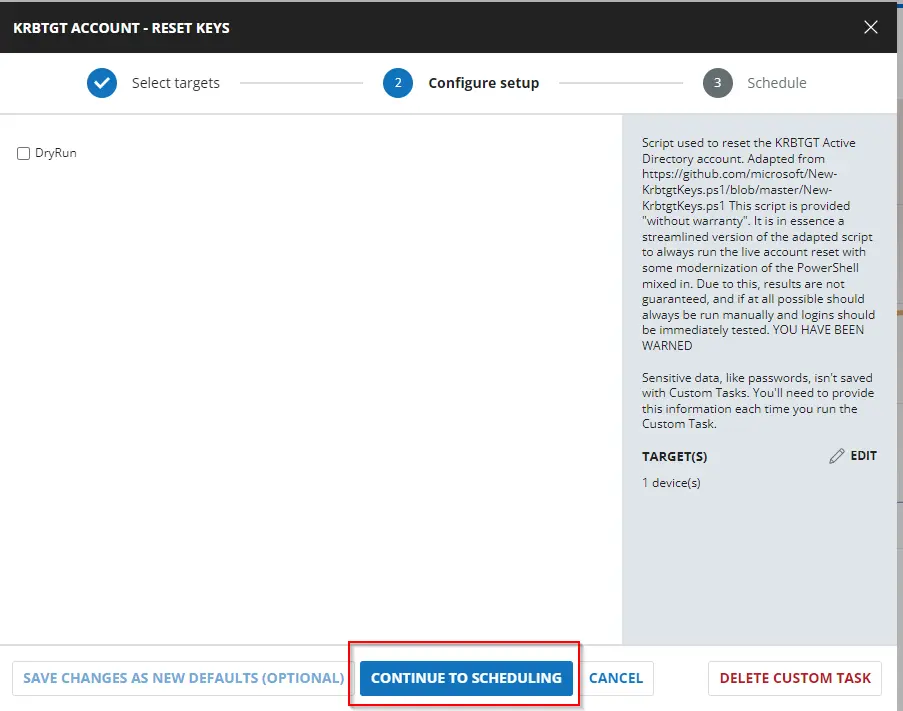 KRBTGT ACCOUNT - RESET KEYS
Select targets
2
Configure setup
3
Schedule
DryRun
Script used to reset the KRBTGT Active
Directory account. Adapted from
https://github.com/microsoft/New-
KrbtgtKeys.ps1/blob/master/New-
KrbtgtKeys.ps1 This script is provided
"without warranty". It is in essence a
streamlined version of the adapted script
to always run the live account reset with
some modernization of the PowerShell
mixed in. Due to this, results are not
guaranteed, and if at all possible should
always be run manually and logins should
be immediately tested. YOU HAVE BEEN
WARNED
Sensitive data, like passwords, isn't saved
with Custom Tasks. You'll need to provide
this information each time you run the
Custom Task.
TARGET(S)
EDIT
1 device(s)
SAVE CHANGES AS NEW DEFAULTS (OPTIONAL)
CONTINUE TO SCHEDULING
CANCEL
DELETE CUSTOM TASK